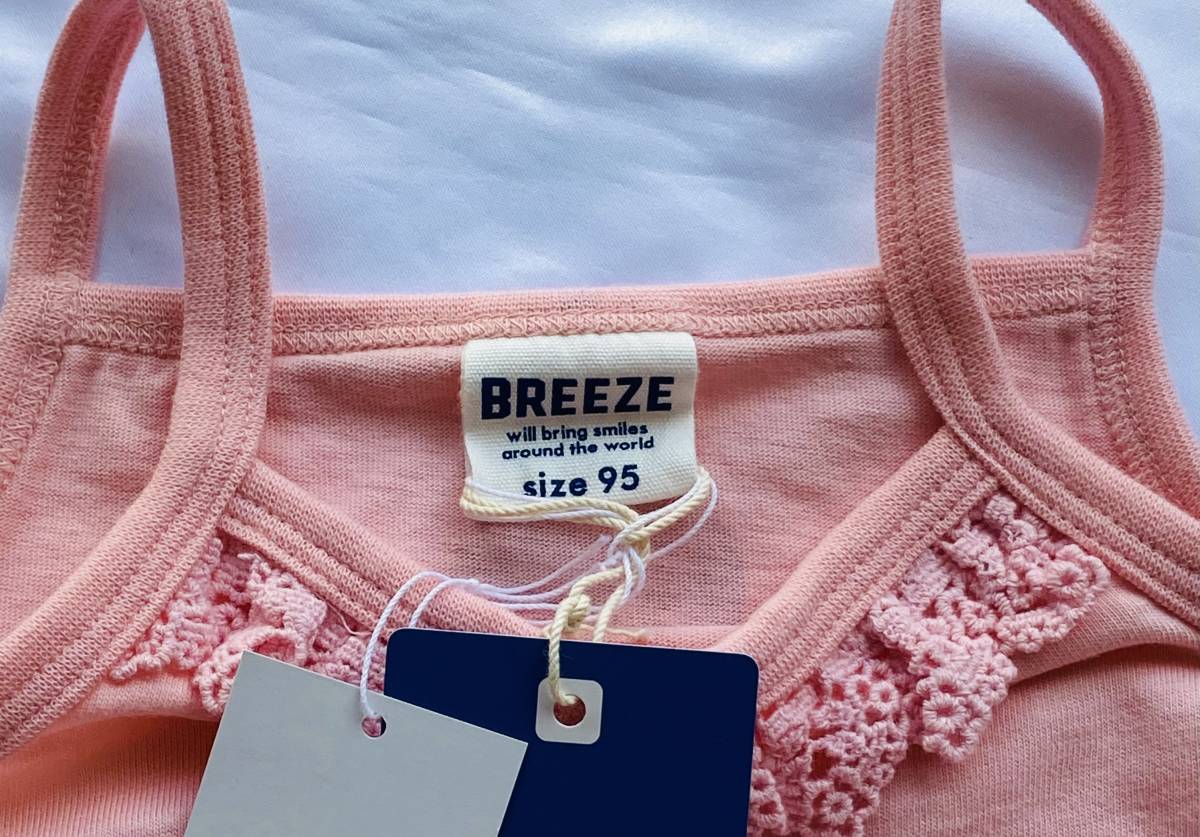 BREEZE
will bring smiles
around the world
size 95